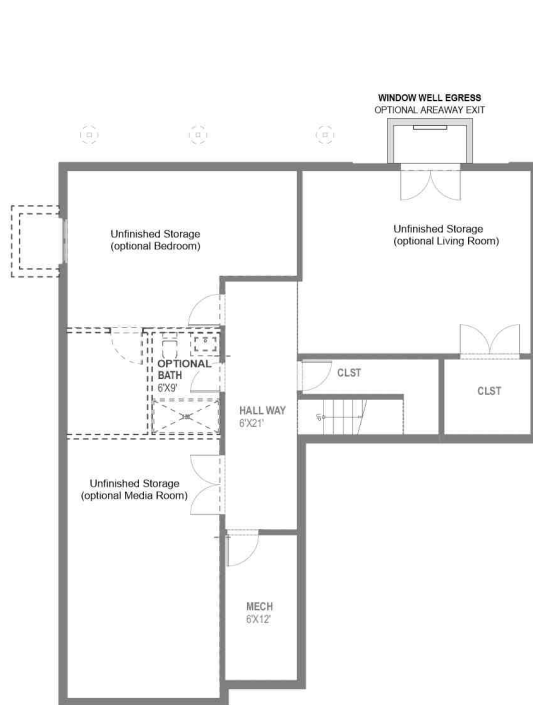 WINDOW WELL EGRESS
OPTIONAL AREAWAY EXIT
Unfinished Storage
(optional Bedroom)
Unfinished Storage
(optional Living Room)
OPTIONAL
BATH
6'X9'
CLST
CLST
HALL WAY
6'X21'
Unfinished Storage
(optional Media Room)
MECH
6'X12'